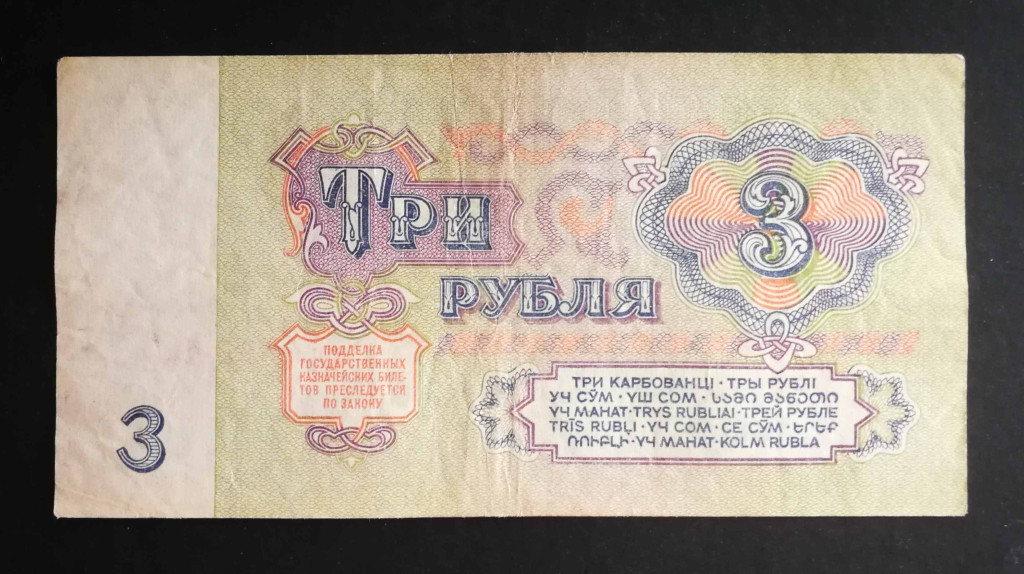 ТРИ
РУБЛЯ
3
ПОДДЕЛКА
ГОСУДАРСТВЕННЫХ
КАЗНАЧЕЙСКИХ БИЛЕ-
ТОВ ПРЕСЛЕДУЕТСЯ
ПО ЗАКОНУ
3
ТРИ КАРБОВАНЦІ · ТРЫ РУБЛІ
УЧ СЎМ · ҮШ СОМ · ᲡᲐᲛᲘ ᲛᲐᲜᲔᲗᲘ
ҮЧ МАНАТ · TRYS RUBLIAI · ТРЕЙ РУБЛЕ
TRĪS RUBĻI · ҮЧ СОМ · СЕ СӮМ · ԵՐԵՔ
ՌՈՒԲԼԻ · ҮЧ МАНАТ · KOLM RUBLA